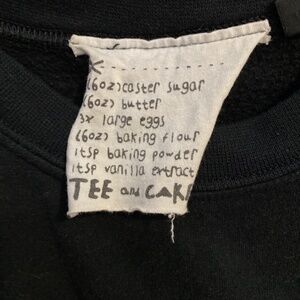 (6oz) caster sugar
(6oz) butter
3x large eggs
(6oz) baking flour
1tsp baking powder
1tsp vanilla extract
TEE and CAKE